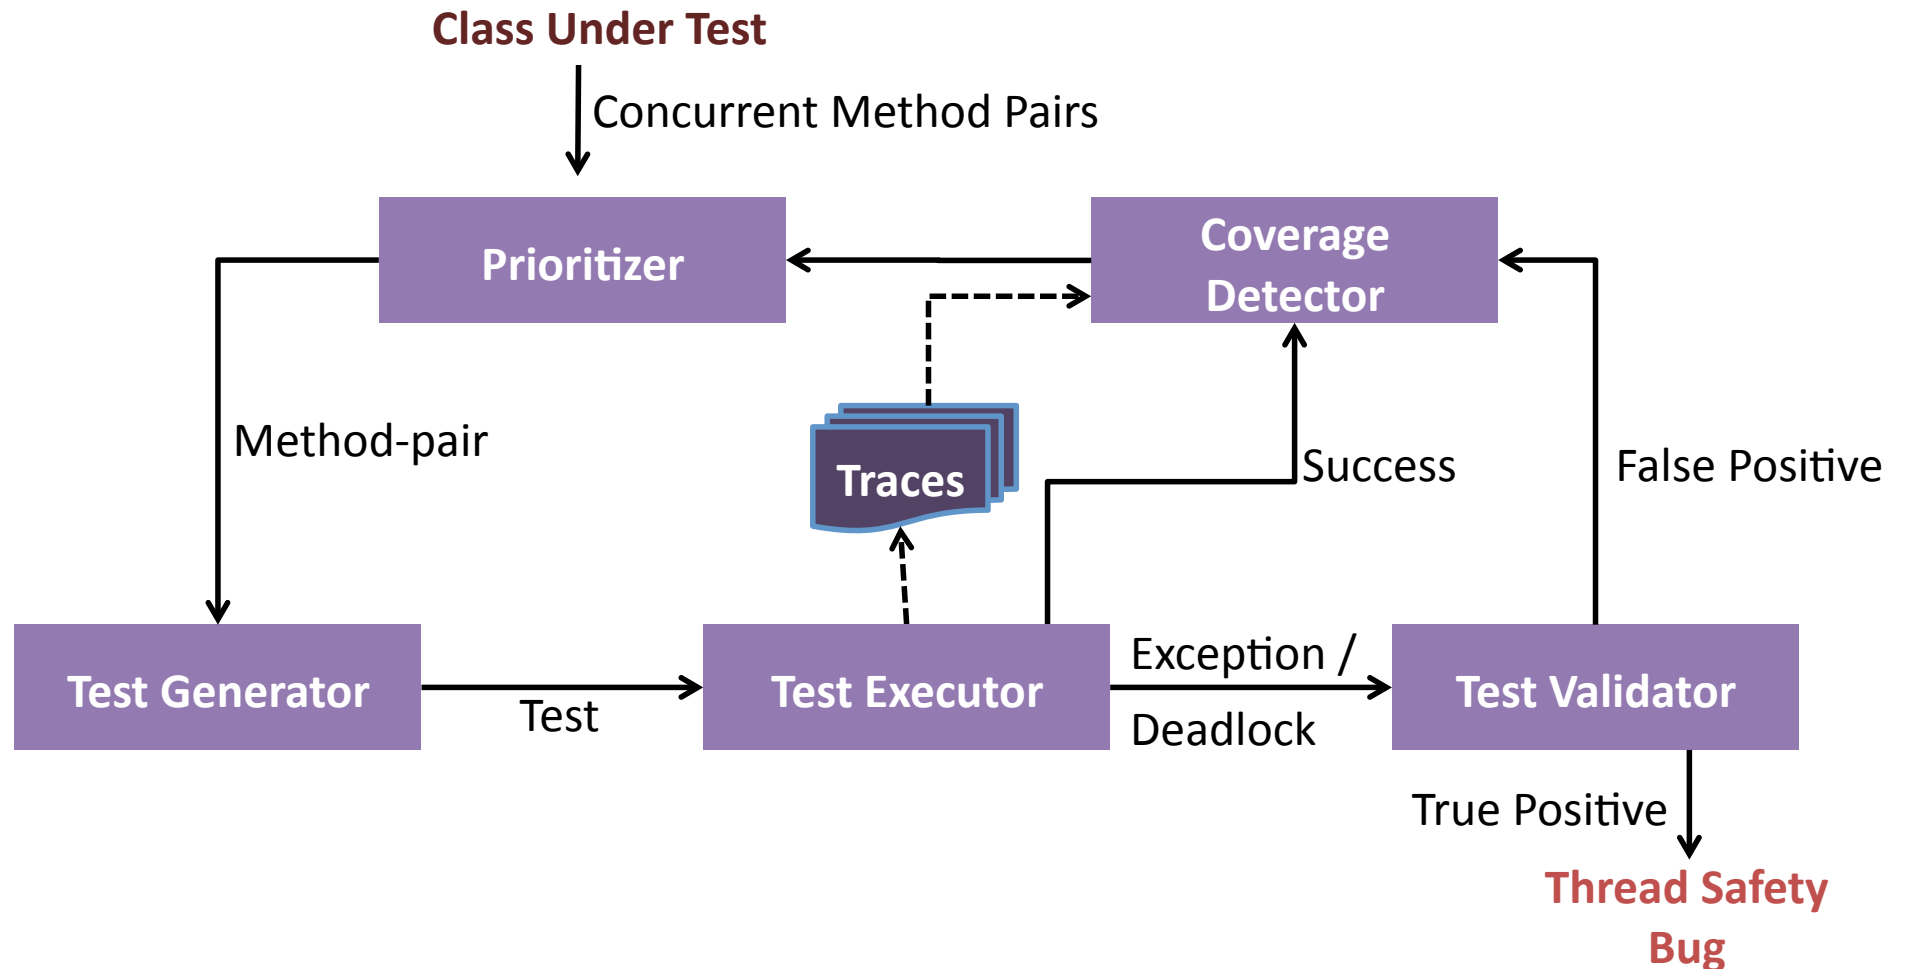 Class Under Test
Concurrent Method Pairs
Prioritizer
Coverage
Detector
Method-pair
Traces
Success
False Positive
Test Generator
Test
Test Executor
Exception /
Deadlock
Test Validator
True Positive
Thread Safety
Bug